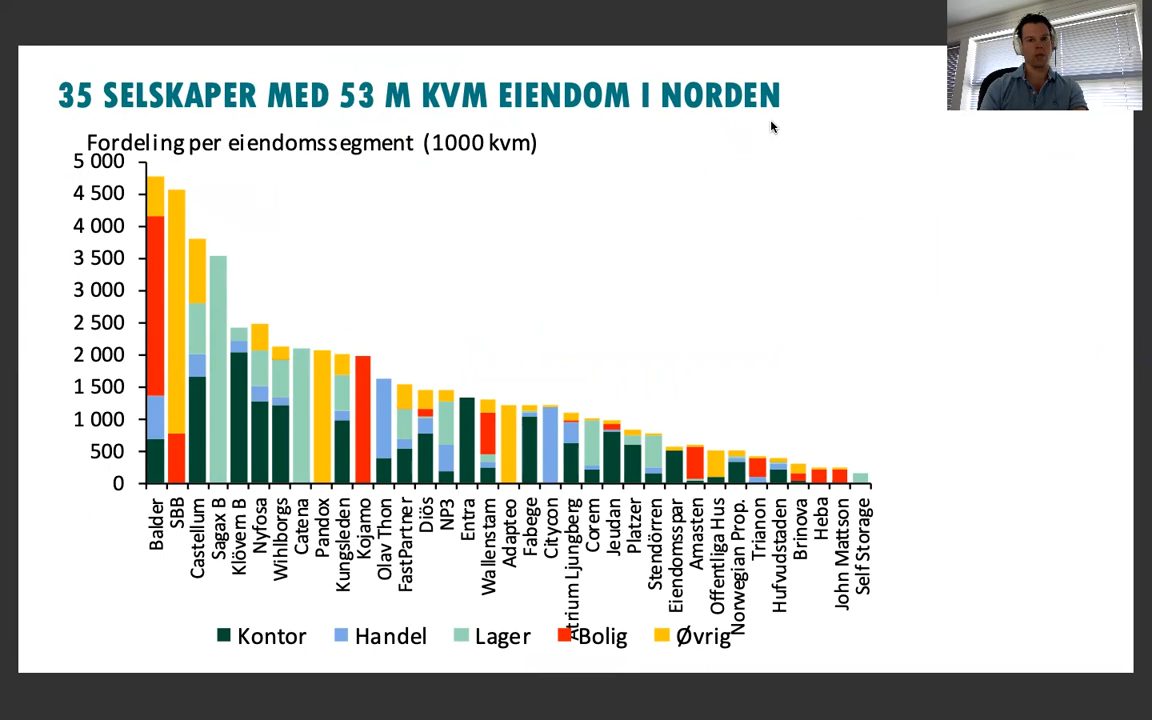 35 SELSKAPER MED 53 M KVM EIENDOM I NORDEN
Fordeling per eiendomssegment (1000 kvm)
5 000
4 500
4 000
3 500
3 000
2 500
2 000
1 500
1 000
500
0
Balder
SBB
Castellum
Sagax B
Klövern B
Nyfosa
Wihlborgs
Catena
Pandox
Kungsleden
Kojamo
Olav Thon
FastPartner
Diös
NP3
Entra
Wallenstam
Adapteo
Fabege
Citycon
Atrium Ljungberg
Corem
Jeudan
Platzer
Stendörren
Eiendomsspar
Amasten
Offentliga Hus
Norwegian Prop.
Trianon
Hufvudstaden
Brinova
Heba
John Mattson
Self Storage
Kontor
Handel
Lager
Bolig
Øvrig